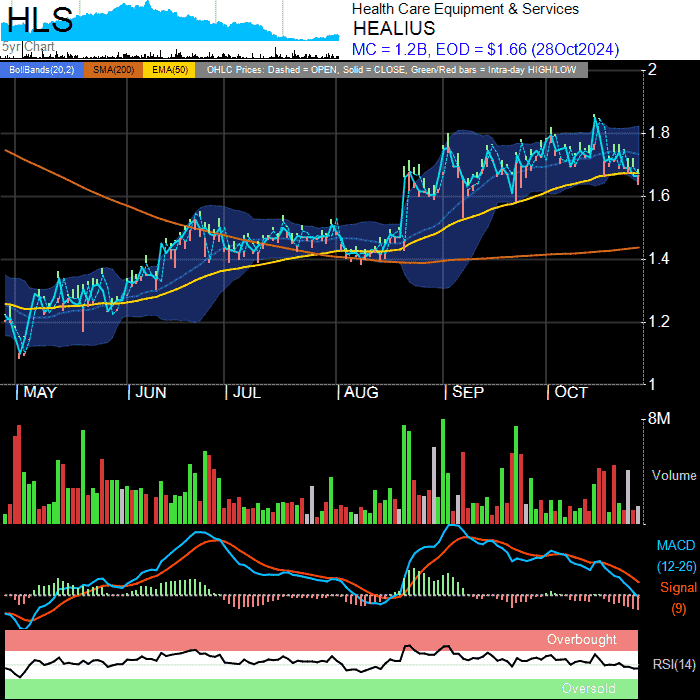 HLS
5yr Chart
Health Care Equipment & Services
HEALIUS
MC = 1.2B, EOD = $1.66 (28Oct2024)
BollBands(20,2) SMA(200) EMA(50) OHLC Prices: Dashed = OPEN, Solid = CLOSE, Green/Red bars = Intra-day HIGH/LOW
2
1.8
1.6
1.4
1.2
1
MAY JUN JUL AUG SEP OCT
8M
Volume
MACD
(12-26)
Signal
(9)
Overbought
RSI(14)
Oversold